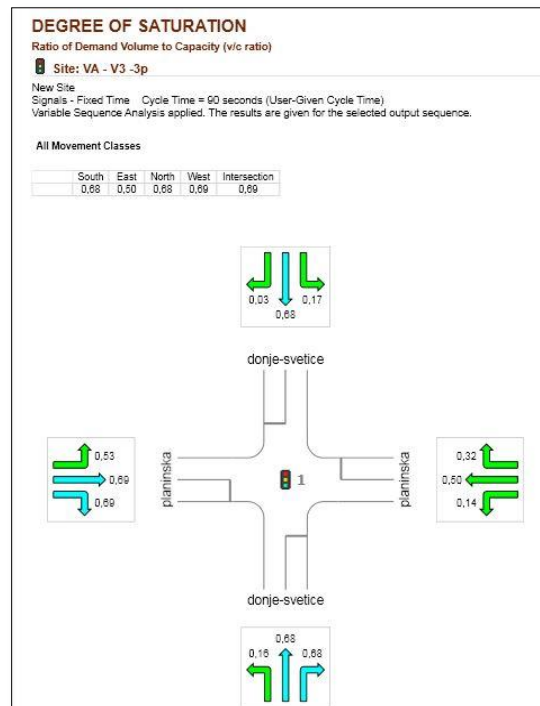 DEGREE OF SATURATION
Ratio of Demand Volume to Capacity (v/c ratio)
Site: VA - V3 -3p
New Site
Signals - Fixed Time Cycle Time = 90 seconds (User-Given Cycle Time)
Variable Sequence Analysis applied. The results are given for the selected output sequence.
All Movement Classes
South East North West Intersection
0,68 0,50 0,68 0,69 0,69
0,03 0,17
0,68
donje-svetice
0,53
0,69
0,69
planinska
1
planinska
0,32
0,50
0,14
donje-svetice
0,68
0,16 0,68